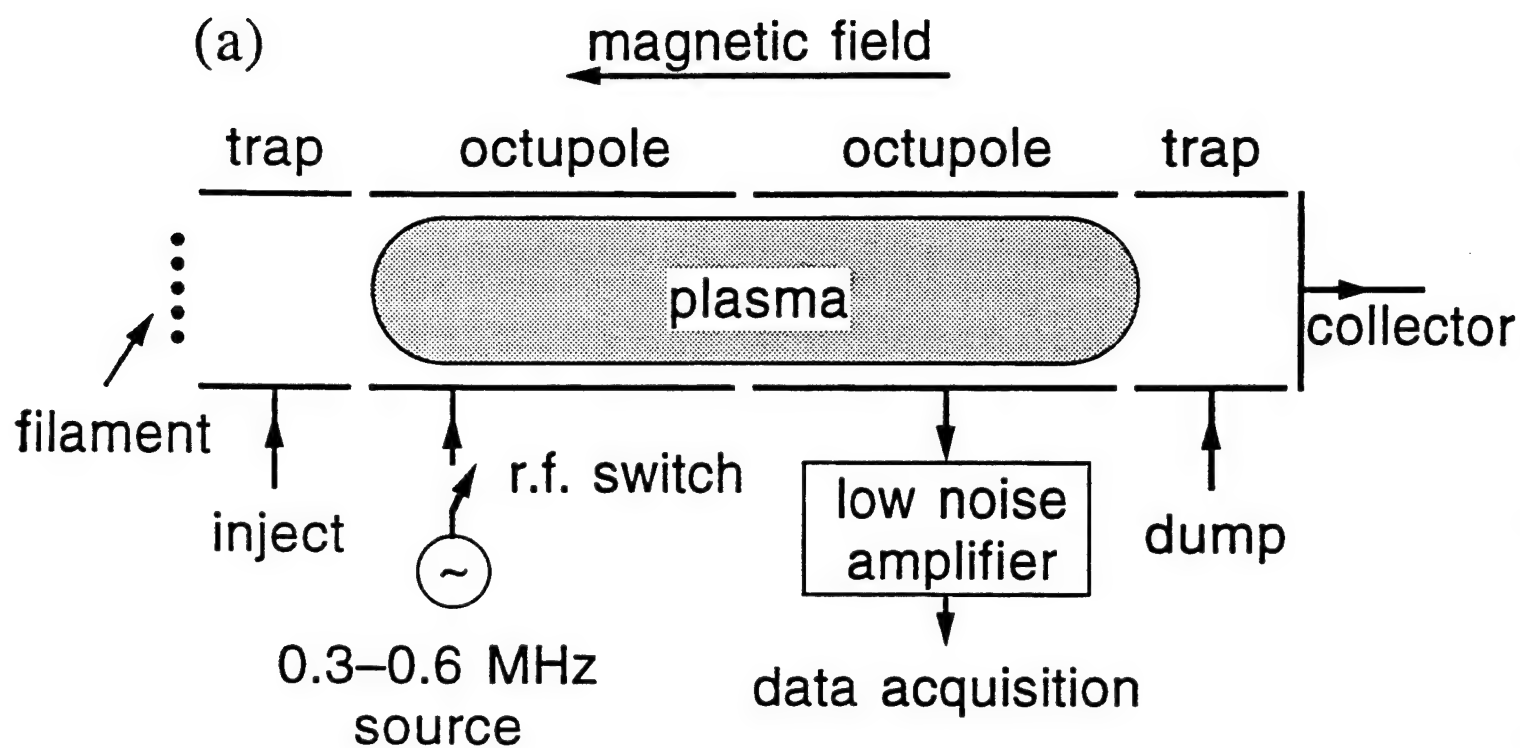 (a)
magnetic field
trap octupole octupole trap
plasma
collector
filament
r.f. switch
low noise
amplifier
inject
dump
~
0.3–0.6 MHz
source
data acquisition